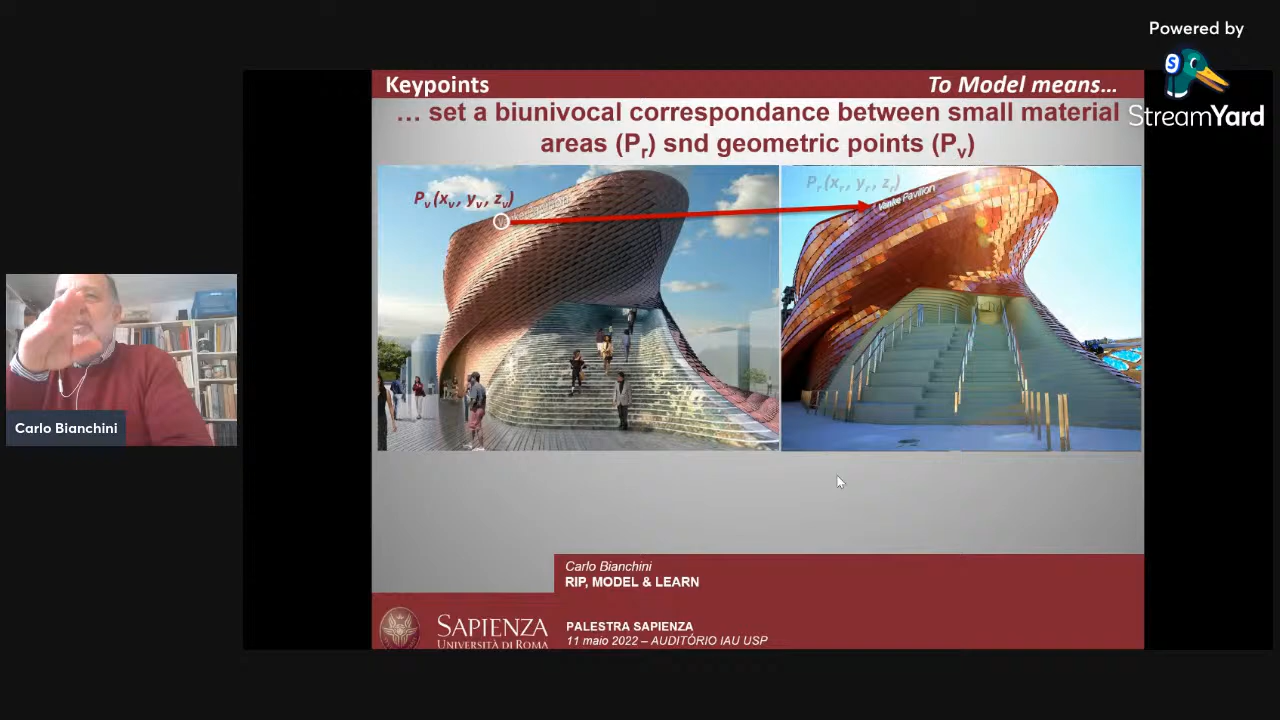 Powered by
StreamYard
Keypoints
To Model means…
… set a biunivocal correspondance between small material
areas (Pr) snd geometric points (Pv)
Pv (xv, yv, zv)
Pr (xr, yr, zr)
Vanke Pavilion
Carlo Bianchini
Carlo Bianchini
RIP, MODEL & LEARN
SAPIENZA
UNIVERSITÀ DI ROMA
PALESTRA SAPIENZA
11 maio 2022 – AUDITÓRIO IAU USP